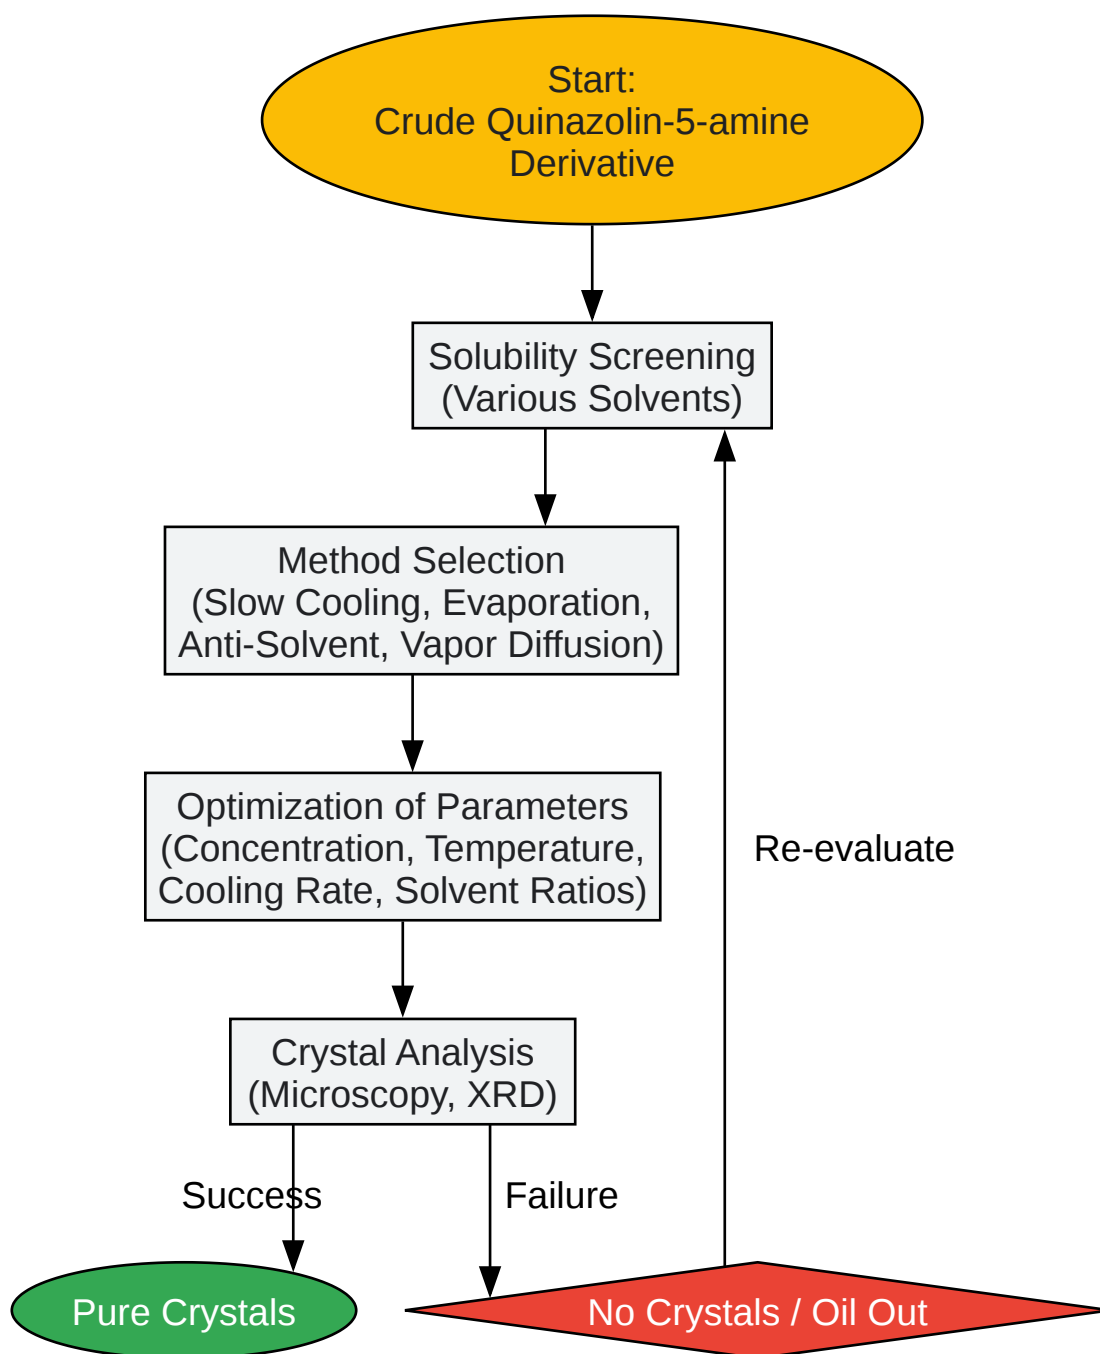 Start:
Crude Quinazolin-5-amine
Derivative
Solubility Screening
(Various Solvents)
Method Selection
(Slow Cooling, Evaporation,
Anti-Solvent, Vapor Diffusion)
Optimization of Parameters
(Concentration, Temperature,
Cooling Rate, Solvent Ratios)
Re-evaluate
Crystal Analysis
(Microscopy, XRD)
Success
Failure
Pure Crystals
No Crystals / Oil Out